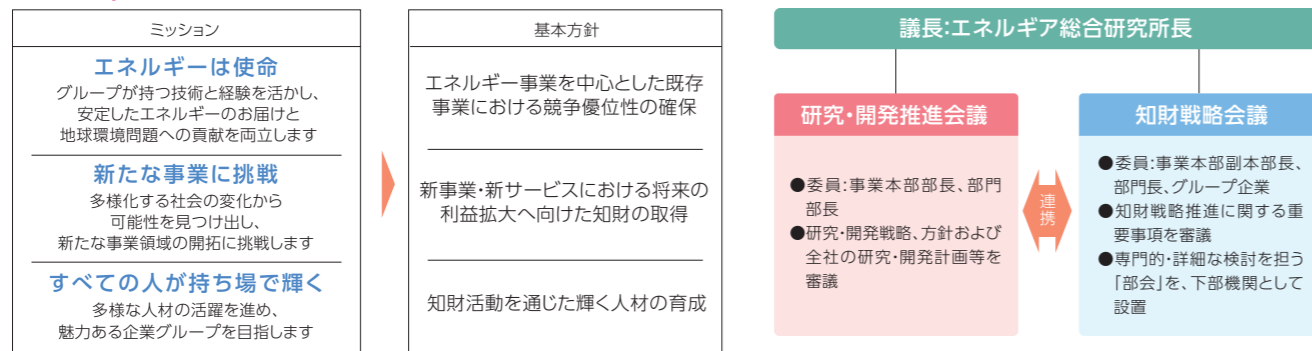 ミッション
エネルギーは使命
グループが持つ技術と経験を活かし、
安定したエネルギーのお届けと
地球環境問題への貢献を両立します
新たな事業に挑戦
多様化する社会の変化から
可能性を見つけ出し、
新たな事業領域の開拓に挑戦します
すべての人が持ち場で輝く
多様な人材の活躍を進め、
魅力ある企業グループを目指します
基本方針
エネルギー事業を中心とした既存
事業における競争優位性の確保
新事業・新サービスにおける将来の
利益拡大へ向けた知財の取得
知財活動を通じた輝く人材の育成
議長:エネルギア総合研究所長
研究・開発推進会議
●委員:事業本部部長、部門
部長
●研究・開発戦略、方針および
全社の研究・開発計画等を
審議
連携
知財戦略会議
●委員:事業本部副本部長、
部門長、グループ企業
●知財戦略推進に関する重
要事項を審議
●専門的・詳細な検討を担う
「部会」を、下部機関として
設置